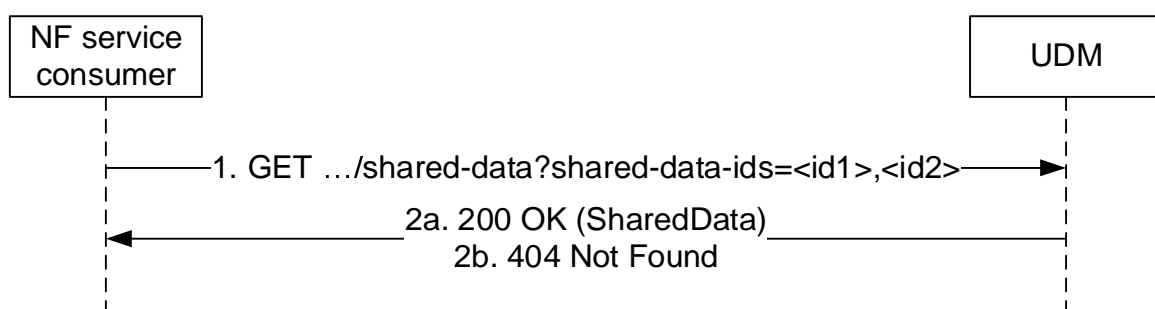 NF service
consumer
UDM
1. GET …/shared-data?shared-data-ids=<id1>,<id2>
2a. 200 OK (SharedData)
2b. 404 Not Found